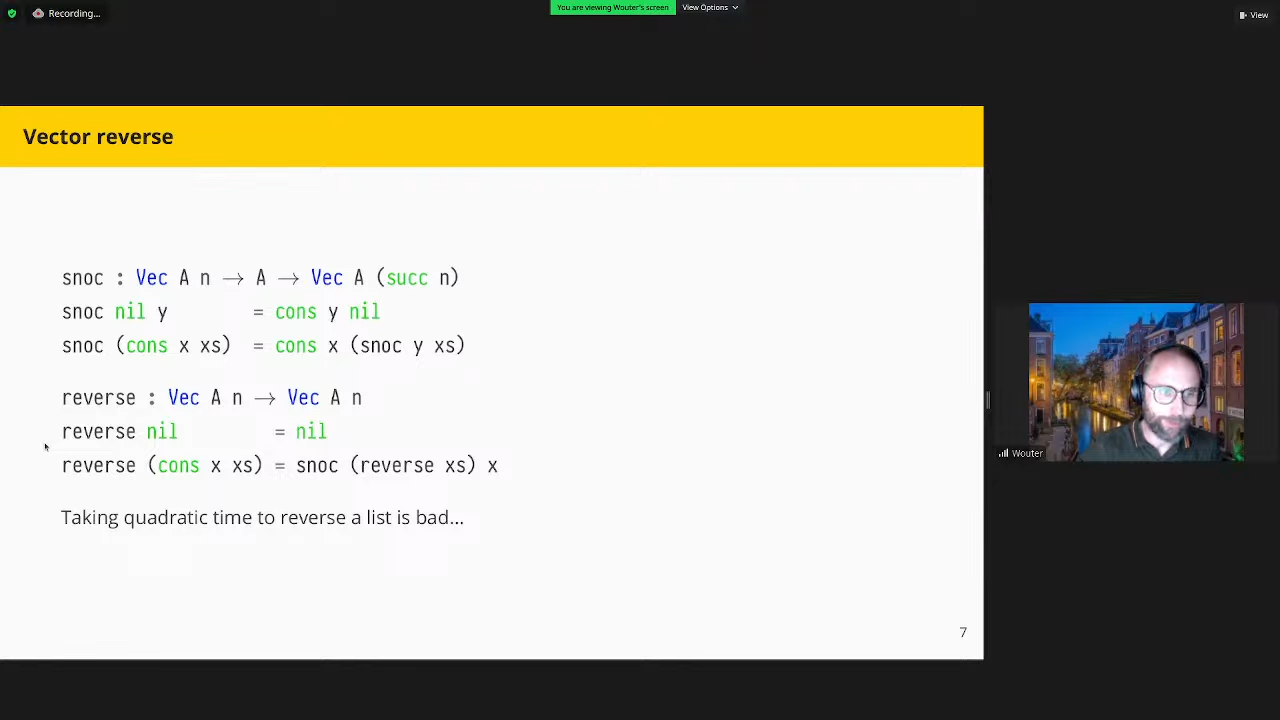 Recording...
You are viewing Wouter's screen
View Options
View
Vector reverse
snoc : Vec A n → A → Vec A (succ n)
snoc nil y = cons y nil
snoc (cons x xs) = cons x (snoc y xs)
reverse : Vec A n → Vec A n
reverse nil = nil
reverse (cons x xs) = snoc (reverse xs) x
Taking quadratic time to reverse a list is bad...
7
Wouter